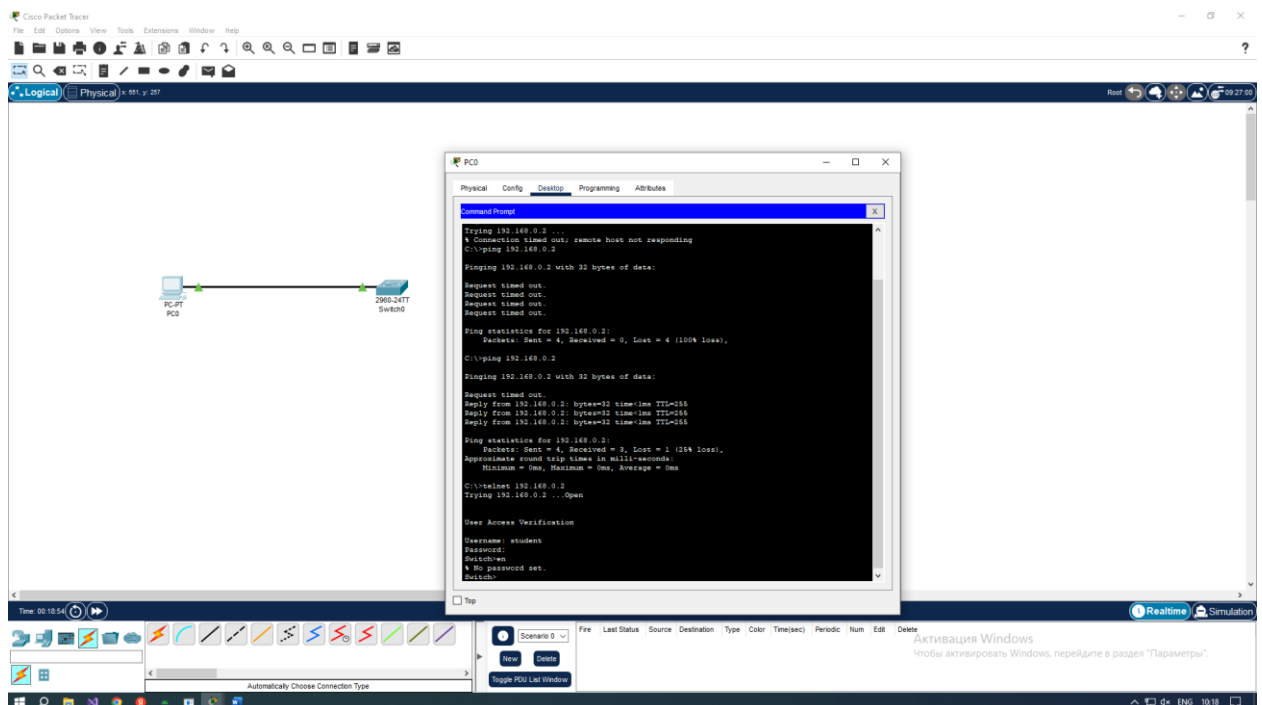 Cisco Packet Tracer
File Edit Options View Tools Extensions Window Help
?
Logical Physical x: 651, y: 257
Root 09:27:00
PC0
Physical Config Desktop Programming Attributes
Command Prompt X
Trying 192.168.0.2 ...
% Connection timed out; remote host not responding
C:\>ping 192.168.0.2
Pinging 192.168.0.2 with 32 bytes of data:
Request timed out.
Request timed out.
Request timed out.
Request timed out.
Ping statistics for 192.168.0.2:
Packets: Sent = 4, Received = 0, Lost = 4 (100% loss),
C:\>ping 192.168.0.2
Pinging 192.168.0.2 with 32 bytes of data:
Request timed out.
Reply from 192.168.0.2: bytes=32 time<1ms TTL=255
Reply from 192.168.0.2: bytes=32 time<1ms TTL=255
Reply from 192.168.0.2: bytes=32 time<1ms TTL=255
Ping statistics for 192.168.0.2:
Packets: Sent = 4, Received = 3, Lost = 1 (25% loss),
Approximate round trip times in milli-seconds:
Minimum = 0ms, Maximum = 0ms, Average = 0ms
C:\>telnet 192.168.0.2
Trying 192.168.0.2 ...Open
User Access Verification
Username: student
Password:
Switch>en
% No password set.
Switch>
Top
PC-PT
PC0
2960-24TT
Switch0
Time: 00:18:54
Realtime Simulation
Scenario 0
New Delete
Toggle PDU List Window
Fire Last Status Source Destination Type Color Time(sec) Periodic Num Edit Delete
Automatically Choose Connection Type
Активация Windows
Чтобы активировать Windows, перейдите в раздел "Параметры".
ENG 10:18